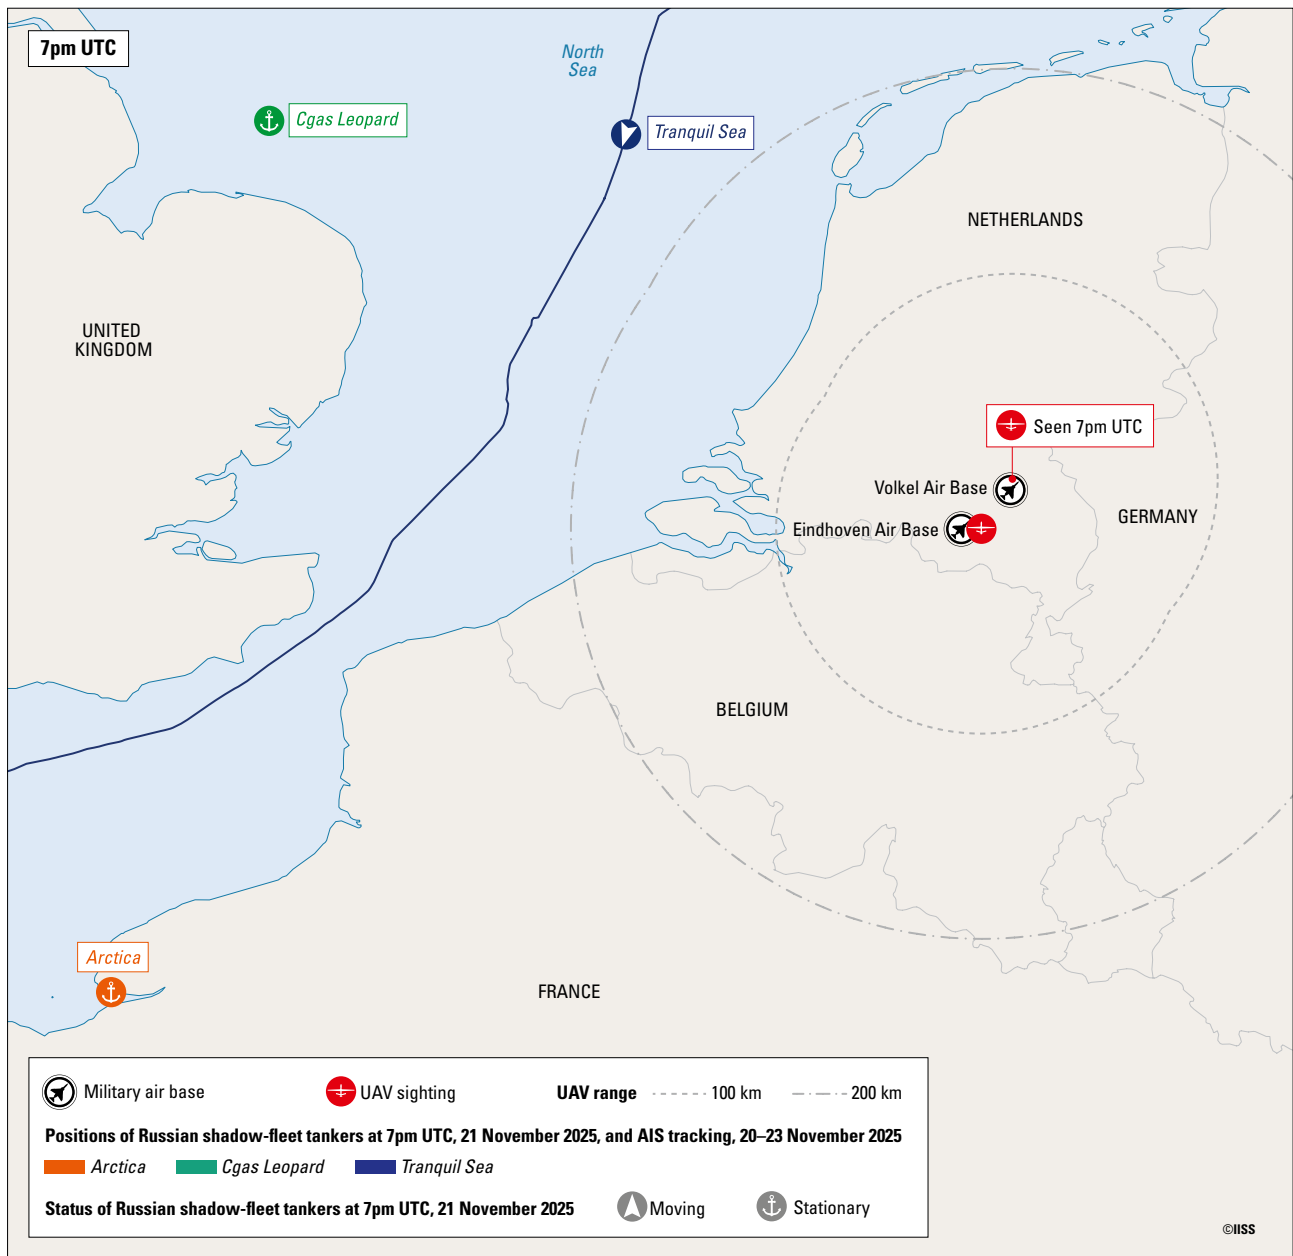 7pm UTC
North
Sea
Cgas Leopard
Tranquil Sea
NETHERLANDS
UNITED
KINGDOM
Seen 7pm UTC
Volkel Air Base
GERMANY
Eindhoven Air Base
BELGIUM
Arctica
FRANCE
Military air base
UAV sighting
UAV range
100 km
200 km
Positions of Russian shadow-fleet tankers at 7pm UTC, 21 November 2025, and AIS tracking, 20–23 November 2025
Arctica
Cgas Leopard
Tranquil Sea
Status of Russian shadow-fleet tankers at 7pm UTC, 21 November 2025
Moving
Stationary
©IISS